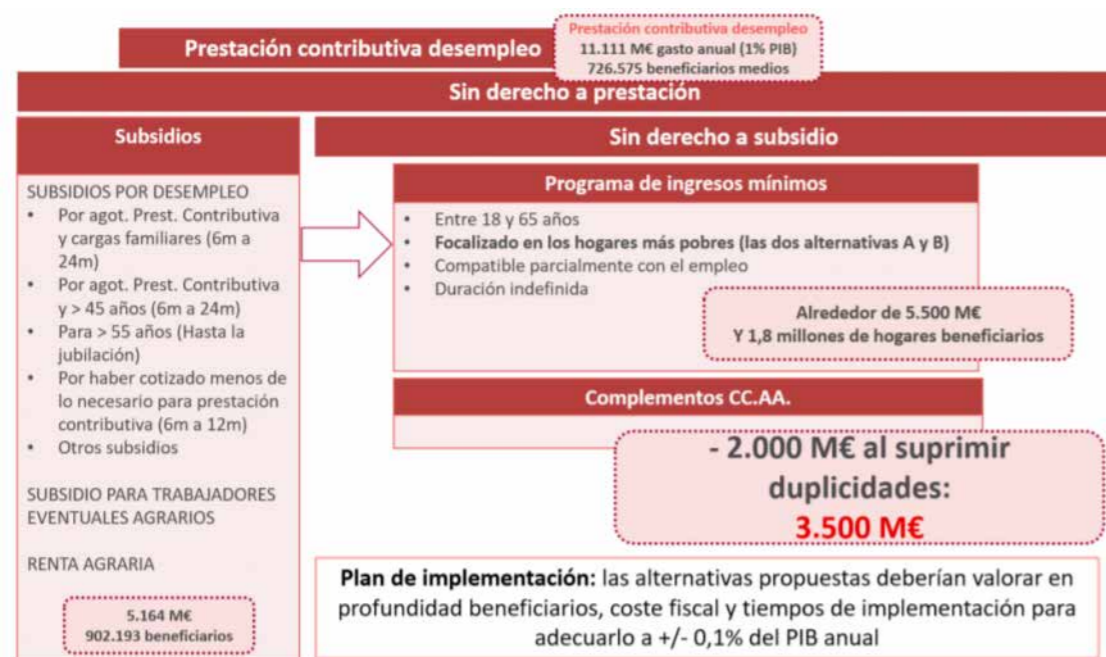 Prestación contributiva desempleo
Prestación contributiva desempleo
11.111 M€ gasto anual (1% PIB)
726.575 beneficiarios medios
Sin derecho a prestación
Subsidios
SUBSIDIOS POR DESEMPLEO
• Por agot. Prest. Contributiva
y cargas familiares (6m a
24m)
• Por agot. Prest. Contributiva
y > 45 años (6m a 24m)
• Para > 55 años (Hasta la
jubilación)
• Por haber cotizado menos de
lo necesario para prestación
contributiva (6m a 12m)
• Otros subsidios
SUBSIDIO PARA TRABAJADORES
EVENTUALES AGRARIOS
RENTA AGRARIA
5.164 M€
902.193 beneficiarios
Sin derecho a subsidio
Programa de ingresos mínimos
• Entre 18 y 65 años
• Focalizado en los hogares más pobres (las dos alternativas A y B)
• Compatible parcialmente con el empleo
• Duración indefinida
Alrededor de 5.500 M€
Y 1,8 millones de hogares beneficiarios
Complementos CC.AA.
- 2.000 M€ al suprimir
duplicidades:
3.500 M€
Plan de implementación: las alternativas propuestas deberían valorar en
profundidad beneficiarios, coste fiscal y tiempos de implementación para
adecuarlo a +/- 0,1% del PIB anual